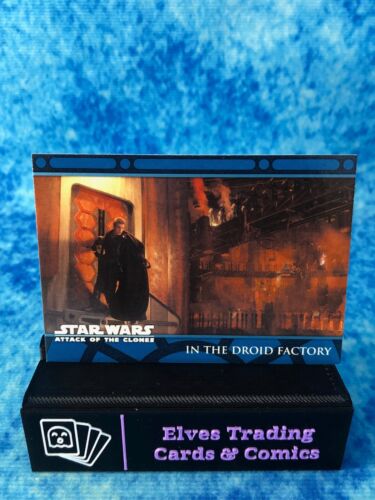 STAR WARS
ATTACK OF THE CLONES
IN THE DROID FACTORY
Elves Trading
Cards & Comics